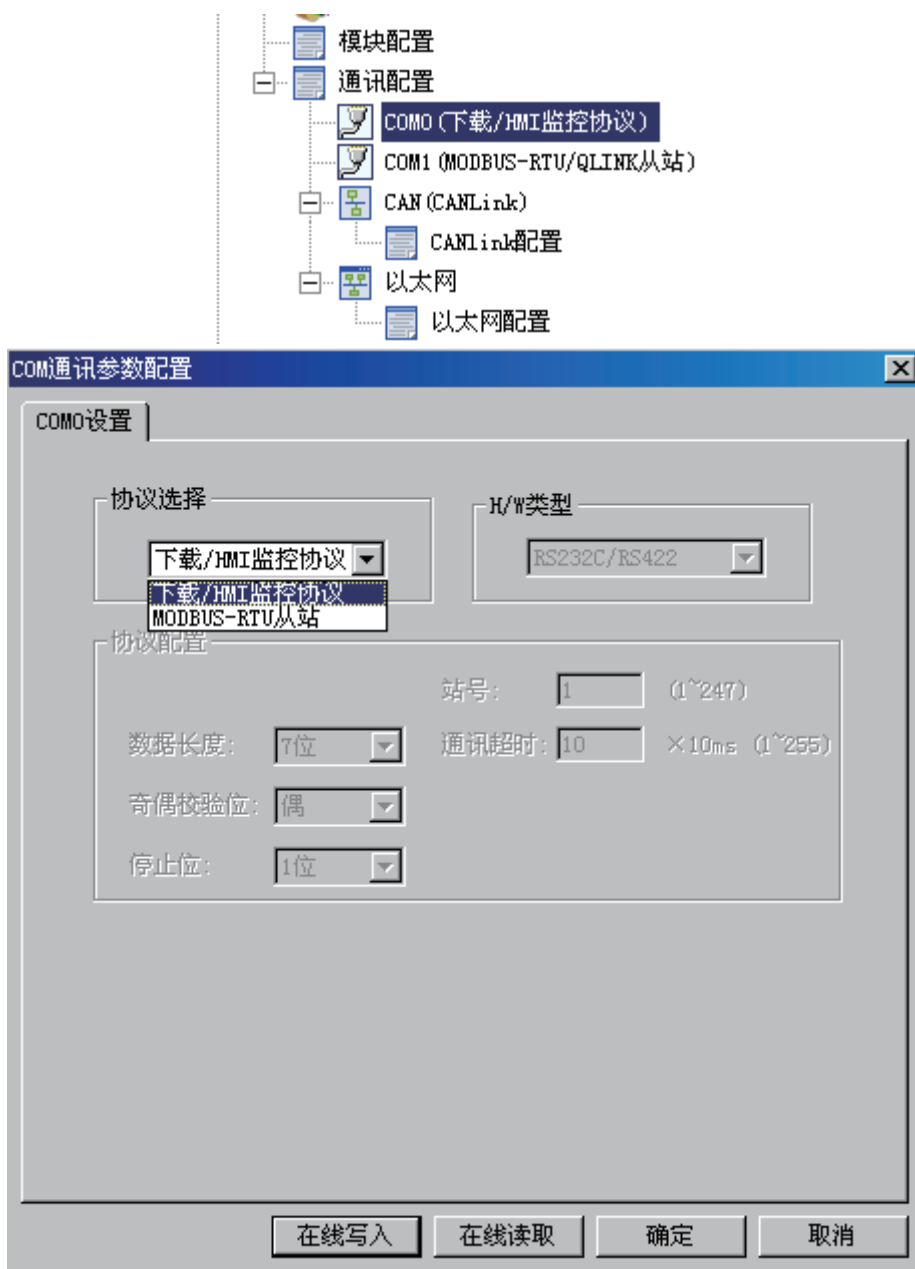 模块配置
通讯配置
COM0(下载/HMI监控协议)
COM1(MODBUS-RTU/QLINK从站)
CAN(CANLink)
CANlink配置
以太网
以太网配置
COM通讯参数配置
COM0设置
协议选择
H/W类型
下载/HMI监控协议
RS232C/RS422
下载/HMI监控协议
MODBUS-RTU从站
协议配置
站号: 1 (1~247)
数据长度: 7位 通讯超时: 10 ×10ms (1~255)
奇偶校验位: 偶
停止位: 1位
在线写入 在线读取 确定 取消